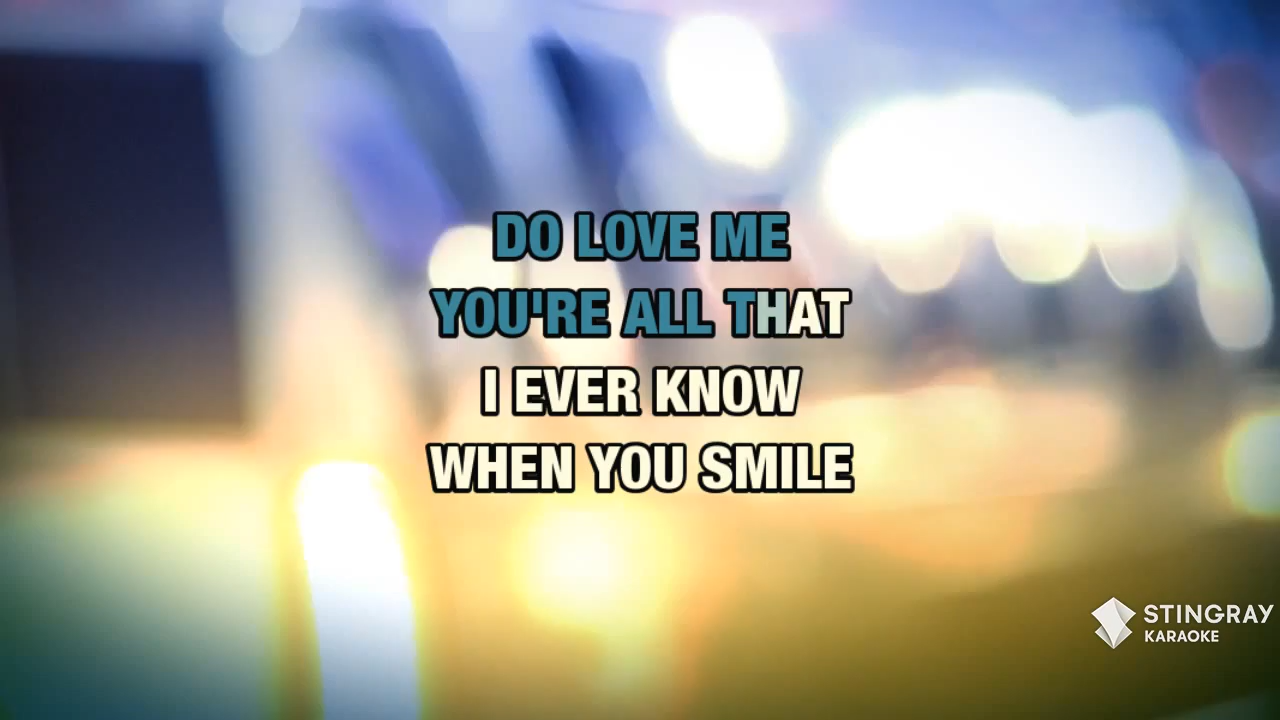 DO LOVE ME
YOU'RE ALL THAT
I EVER KNOW
WHEN YOU SMILE
STINGRAY
KARAOKE